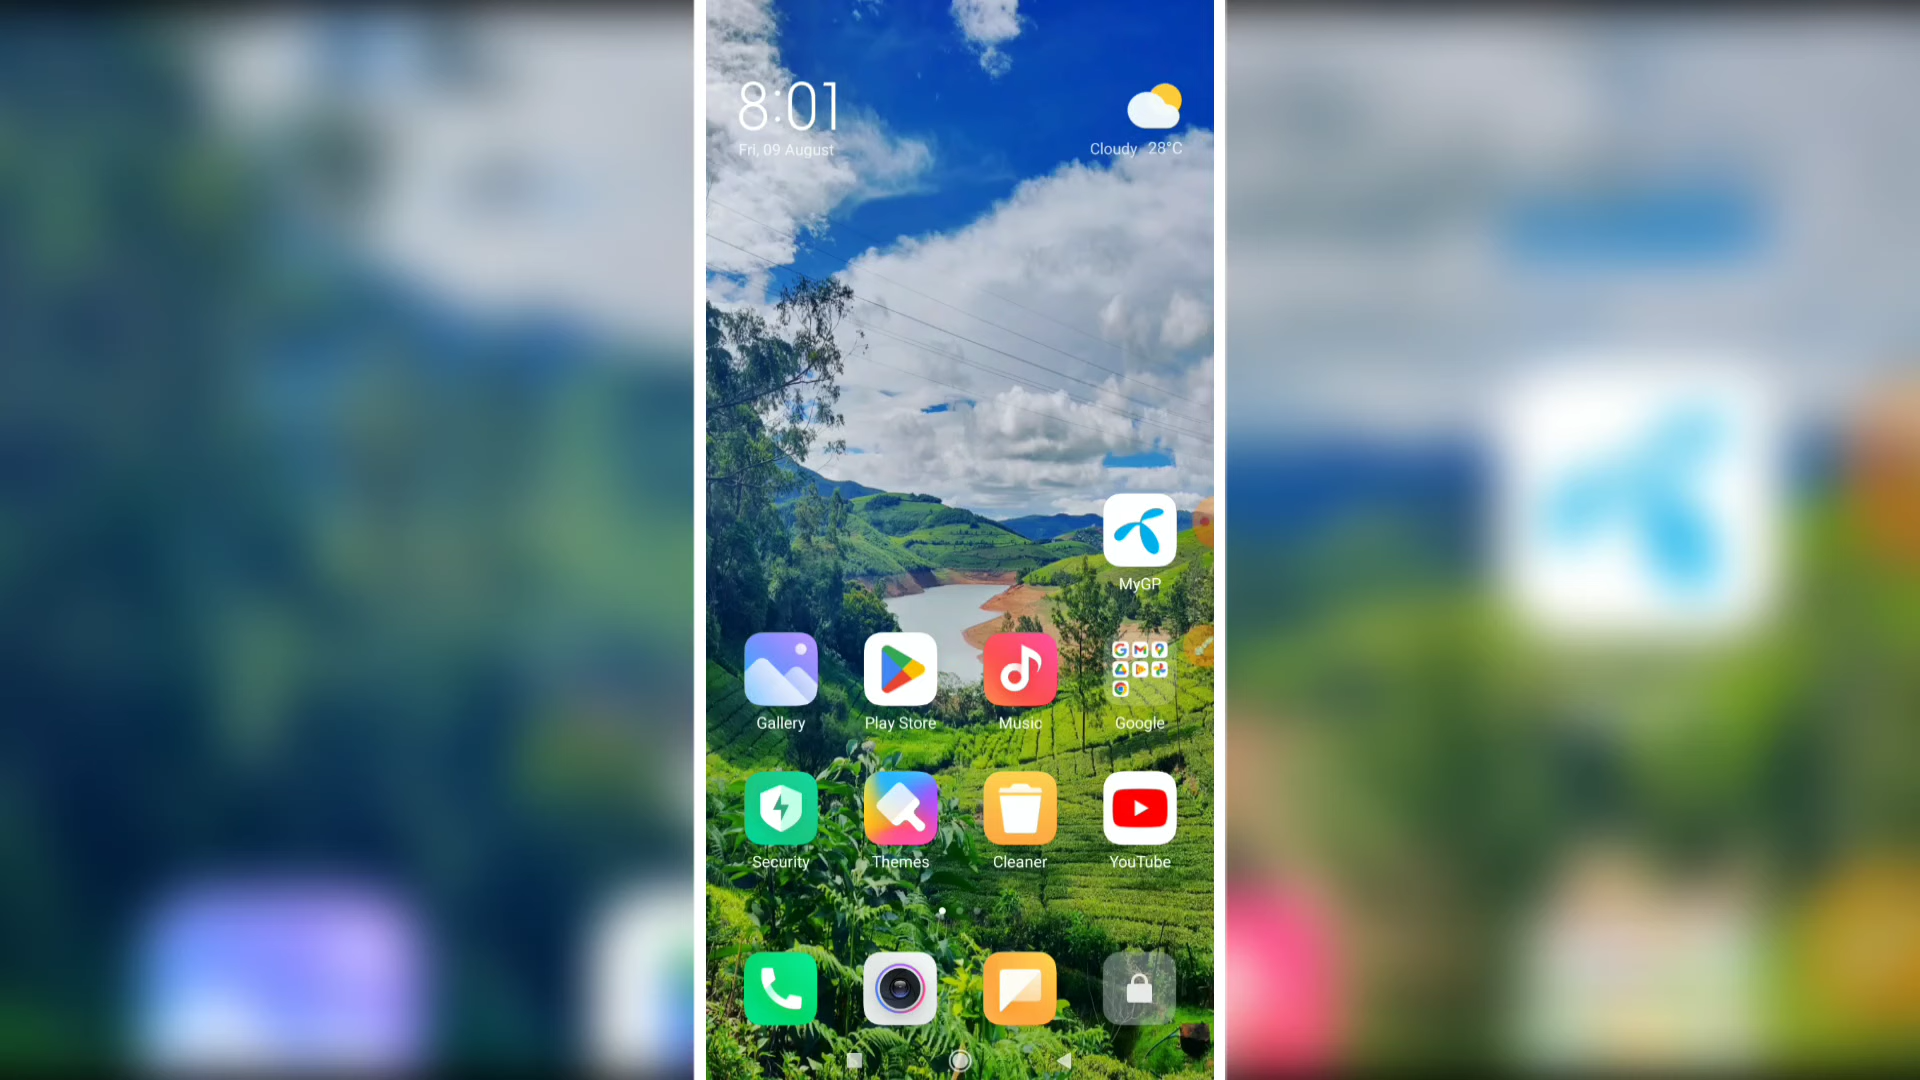 8:01
Fri, 09 August
Cloudy 28°C
MyGP
Gallery
Play Store
Music
Google
Security
Themes
Cleaner
YouTube